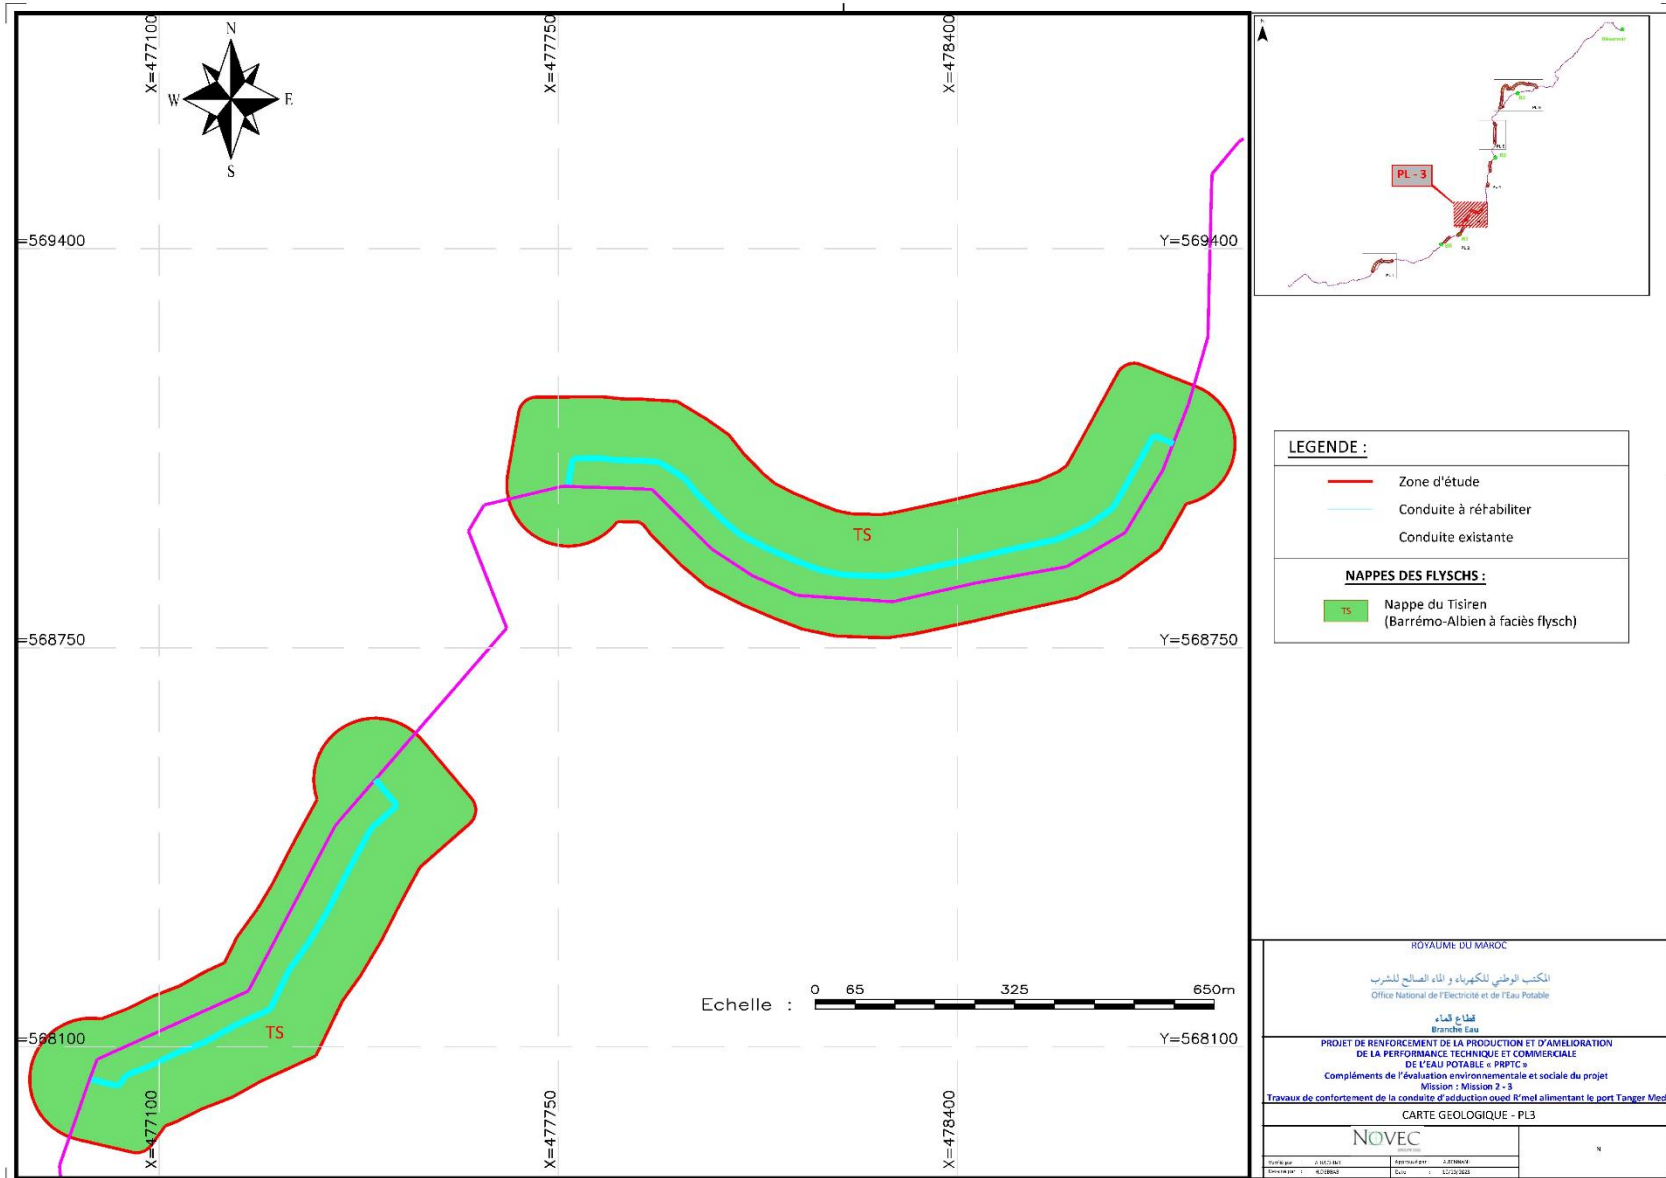 X=477100
X=477750
X=478400
N
W
E
S
=569400
Y=569400
TS
=568750
Y=568750
Echelle :
0
65
325
650m
TS
=568100
Y=568100
X=477100
X=477750
X=478400
N
PL - 3
LEGENDE :
Zone d'étude
Conduite à réhabiliter
Conduite existante
NAPPES DES FLYSCHS :
TS
Nappe du Tisiren
(Barrémo-Albien à faciès flysch)
ROYAUME DU MAROC
المكتب الوطني للكهرباء و الماء الصالح للشرب
Office National de l'Electricité et de l'Eau Potable
قطاع الماء
Branche Eau
PROJET DE RENFORCEMENT DE LA PRODUCTION ET D'AMELIORATION
DE LA PERFORMANCE TECHNIQUE ET COMMERCIALE
DE L'EAU POTABLE « PRPTC »
Compléments de l'évaluation environnementale et sociale du projet
Mission : Mission 2 - 3
Travaux de confortement de la conduite d'adduction oued R'mel alimentant le port Tanger Med
CARTE GEOLOGIQUE - PL3
NOVEC
N